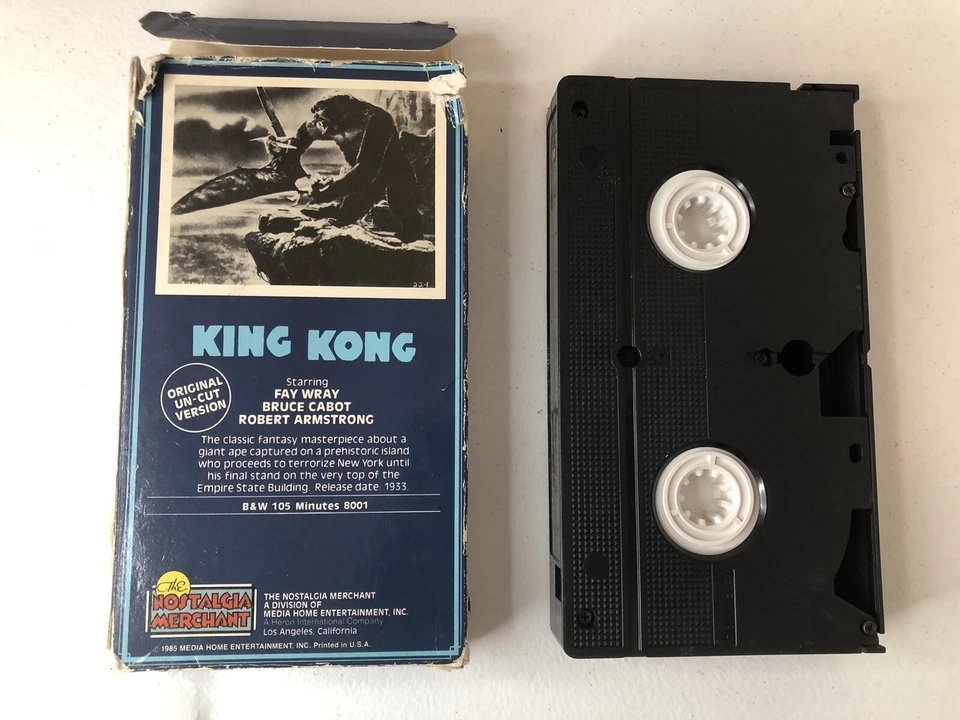 22-1
KING KONG
ORIGINAL
UN-CUT
VERSION
Starring
FAY WRAY
BRUCE CABOT
ROBERT ARMSTRONG
The classic fantasy masterpiece about a
giant ape captured on a prehistoric island
who proceeds to terrorize New York until
his final stand on the very top of the
Empire State Building. Release date: 1933.
B&W 105 Minutes 8001
The
NOSTALGIA
MERCHANT
THE NOSTALGIA MERCHANT
A DIVISION OF
MEDIA HOME ENTERTAINMENT, INC.
A Heron International Company
Los Angeles, California
©1985 MEDIA HOME ENTERTAINMENT, INC. Printed in U.S.A.